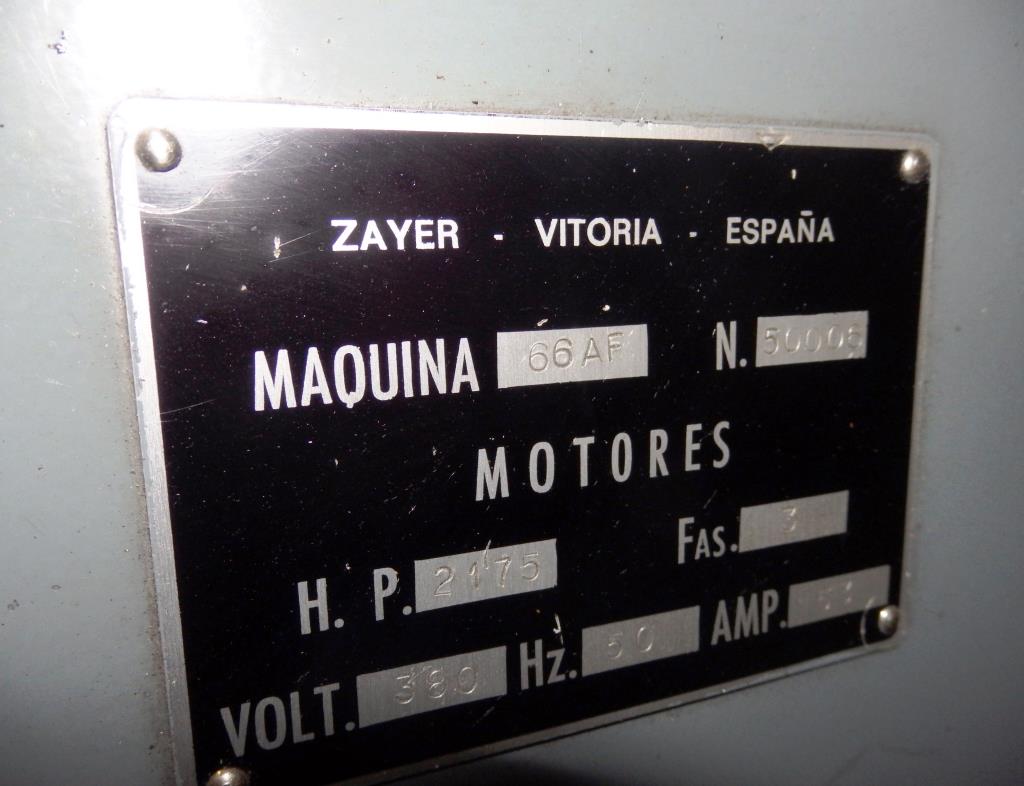 ZAYER - VITORIA - ESPAÑA
MAQUINA 66AF N. 50006
MOTORES
H. P. 2175 FAS. 3
VOLT. 380 Hz. 50 AMP.